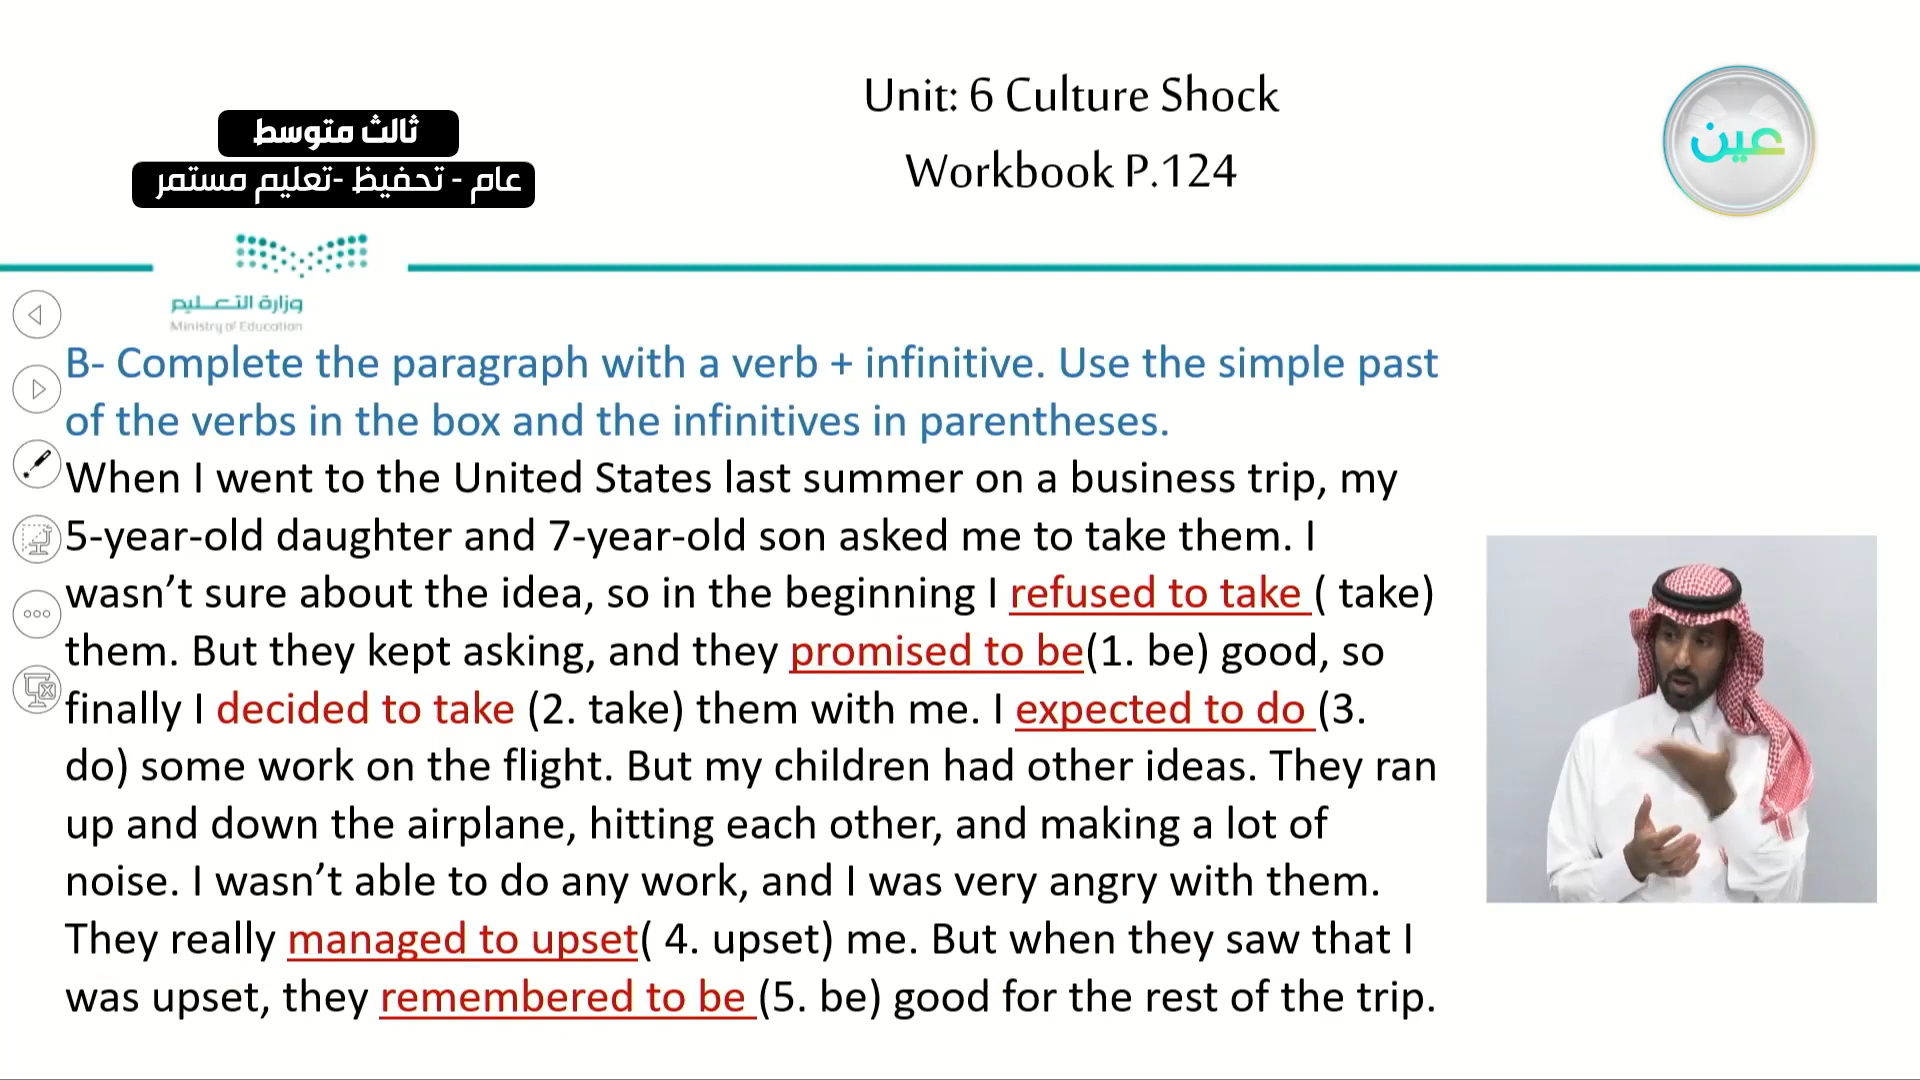 Unit: 6 Culture Shock
Workbook P.124
ثالث متوسط
عام - تحفيظ -تعليم مستمر
عين
وزارة التعليم
Ministry of Education
B- Complete the paragraph with a verb + infinitive. Use the simple past
of the verbs in the box and the infinitives in parentheses.
When I went to the United States last summer on a business trip, my
5-year-old daughter and 7-year-old son asked me to take them. I
wasn’t sure about the idea, so in the beginning I refused to take ( take)
them. But they kept asking, and they promised to be(1. be) good, so
finally I decided to take (2. take) them with me. I expected to do (3.
do) some work on the flight. But my children had other ideas. They ran
up and down the airplane, hitting each other, and making a lot of
noise. I wasn’t able to do any work, and I was very angry with them.
They really managed to upset( 4. upset) me. But when they saw that I
was upset, they remembered to be (5. be) good for the rest of the trip.